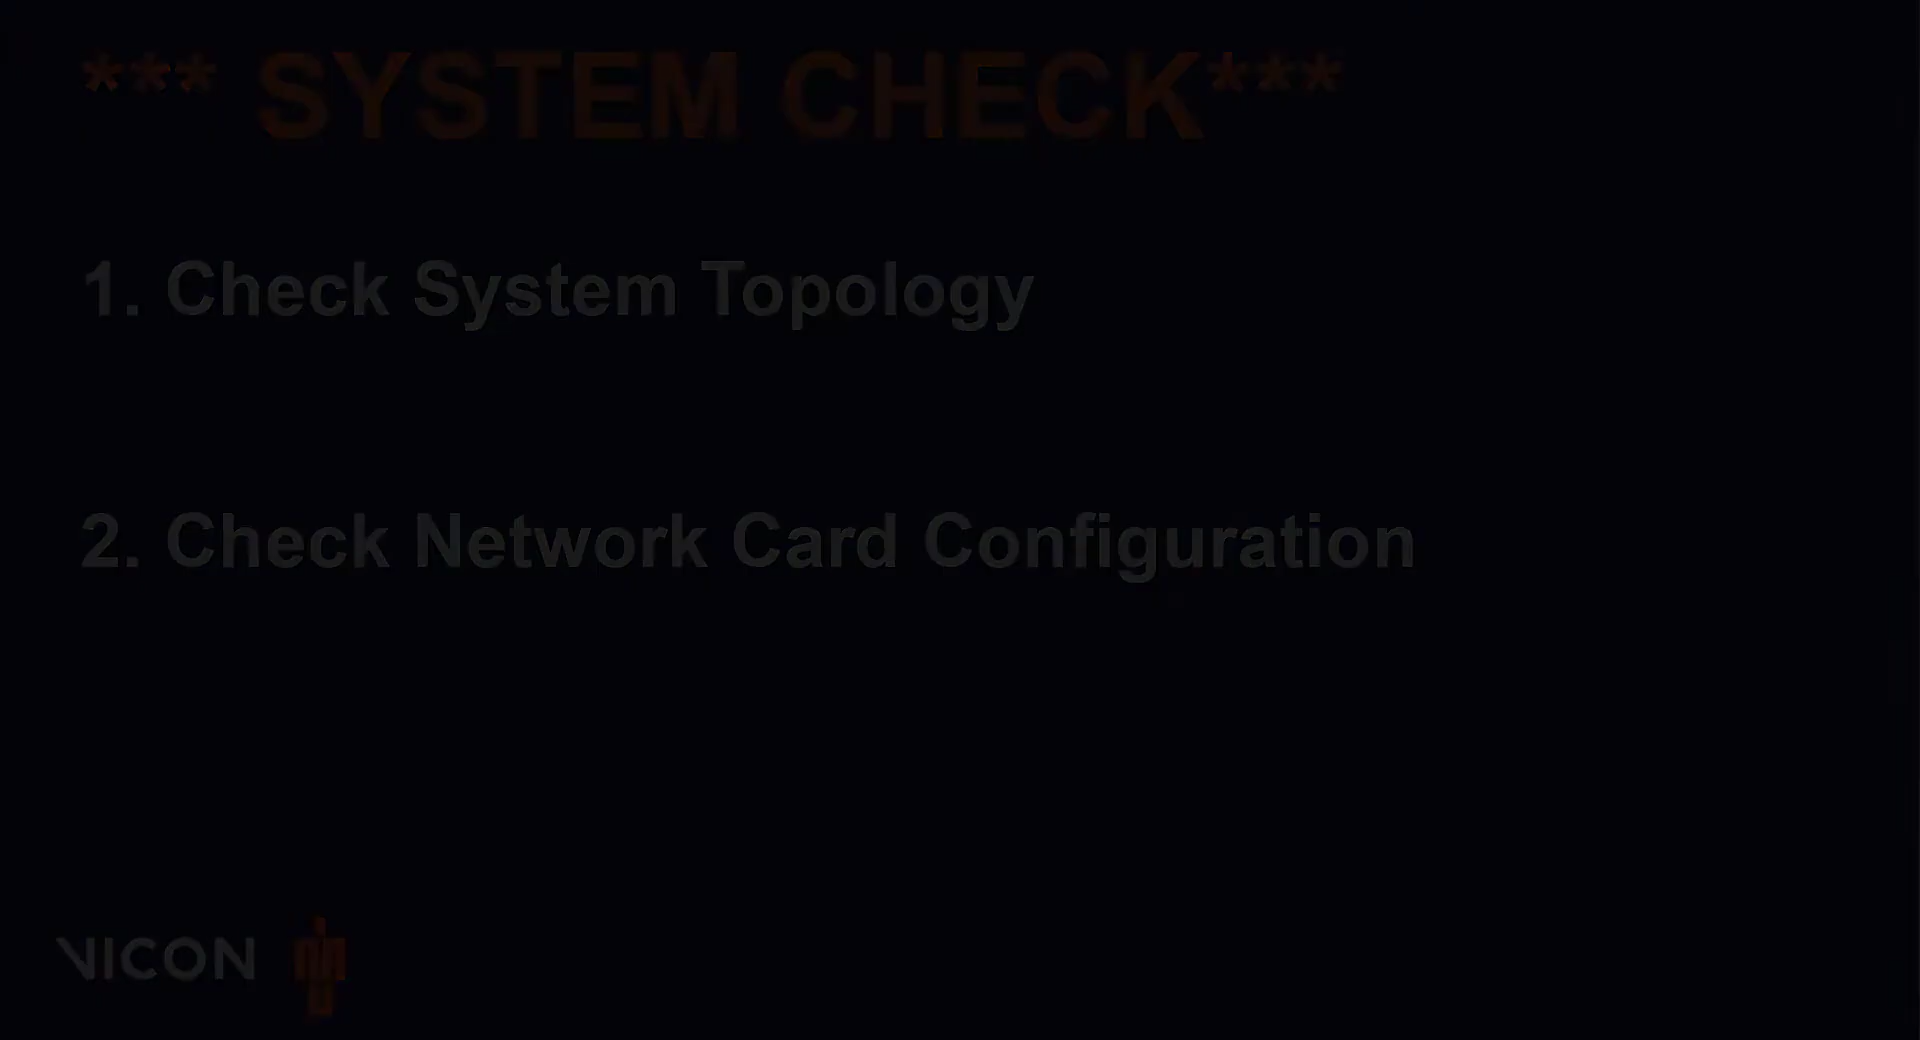 *** SYSTEM CHECK***
1. Check System Topology
2. Check Network Card Configuration
VICON